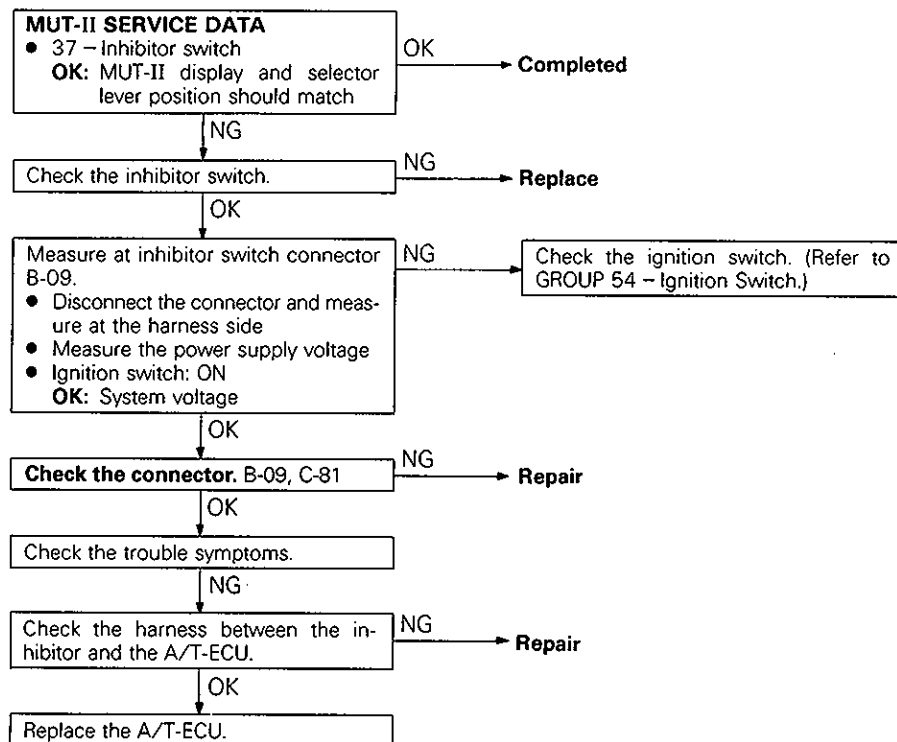 MUT-II SERVICE DATA
● 37 – Inhibitor switch
OK: MUT-II display and selector
lever position should match
OK
Completed
NG
Check the inhibitor switch.
NG
Replace
OK
Measure at inhibitor switch connector
B-09.
● Disconnect the connector and meas-
ure at the harness side
● Measure the power supply voltage
● Ignition switch: ON
OK: System voltage
NG
Check the ignition switch. (Refer to
GROUP 54 – Ignition Switch.)
OK
Check the connector. B-09, C-81
NG
Repair
OK
Check the trouble symptoms.
NG
Check the harness between the in-
hibitor and the A/T-ECU.
NG
Repair
OK
Replace the A/T-ECU.